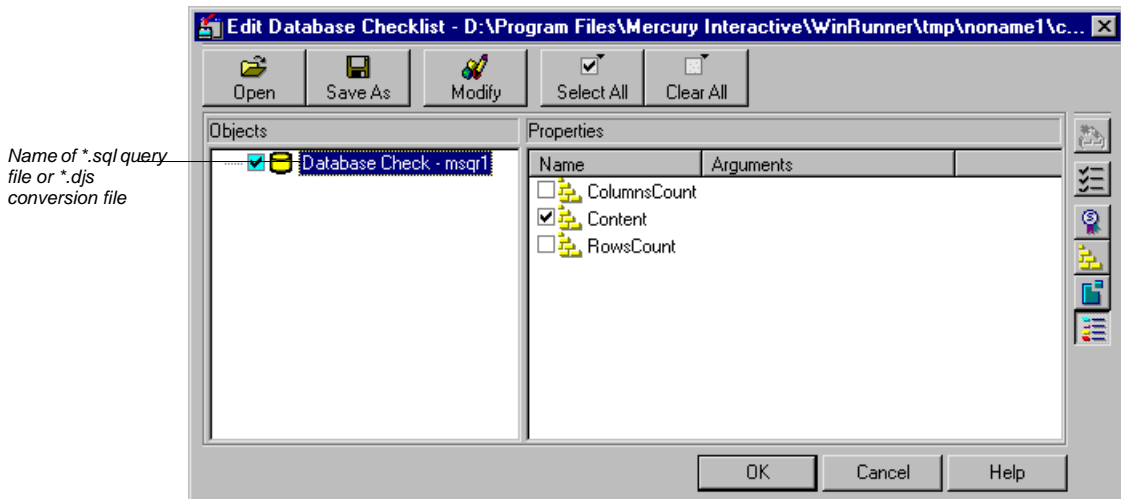 Edit Database Checklist - D:\Program Files\Mercury Interactive\WinRunner\tmp\noname1\c...
Open
Save As
Modify
Select All
Clear All
Objects
Properties
Name of *.sql query
file or *.djs
conversion file
Database Check - msqr1
Name
Arguments
ColumnsCount
Content
RowsCount
OK
Cancel
Help